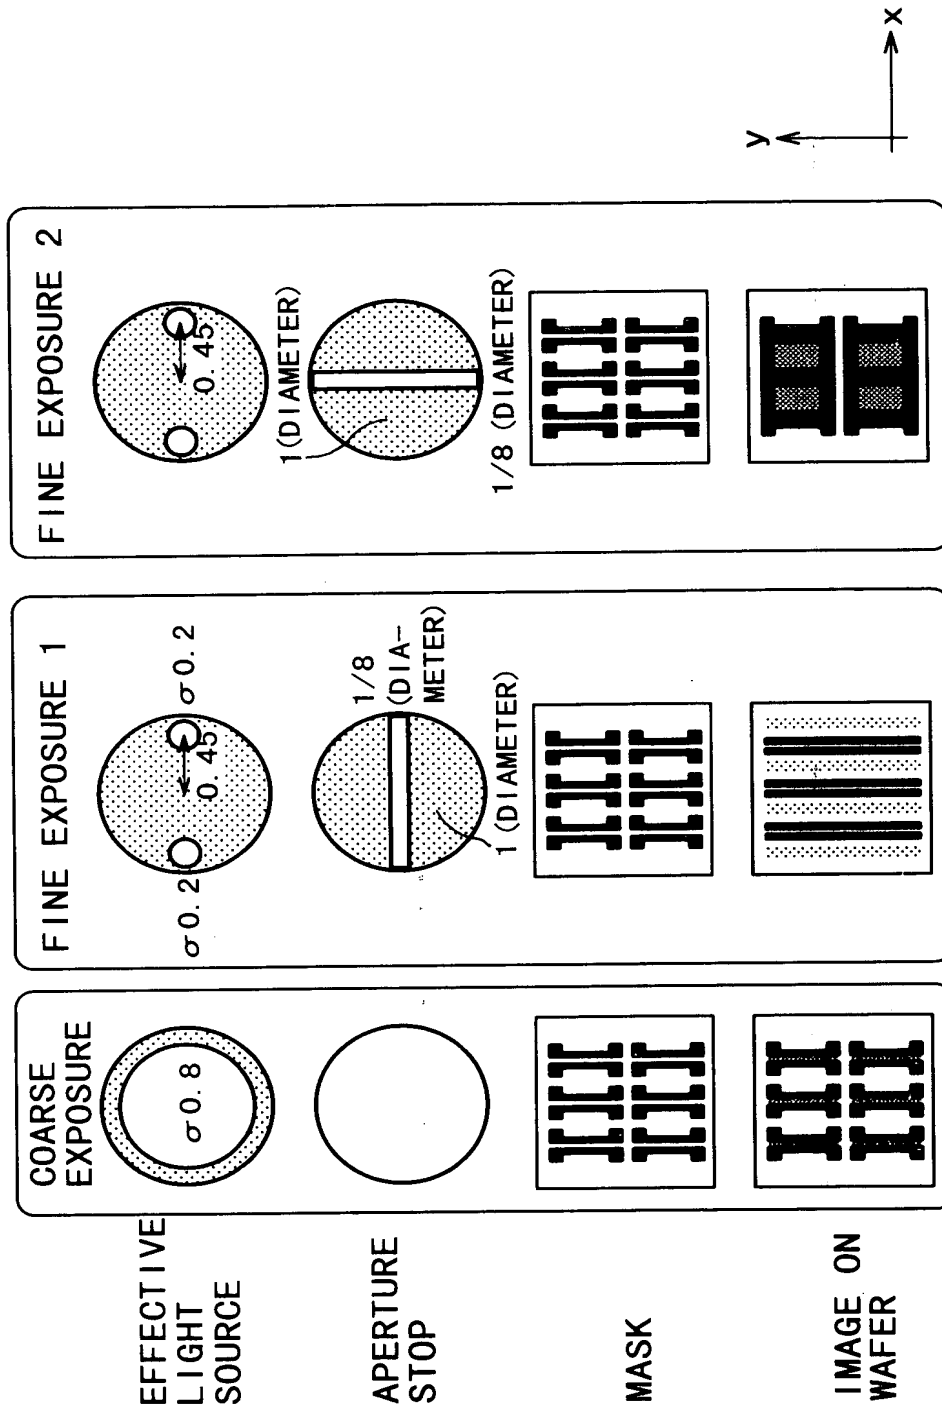 COARSE
EXPOSURE
FINE EXPOSURE 1
FINE EXPOSURE 2
EFFECTIVE
LIGHT
SOURCE
σ0.8
σ0.2
0.45
σ0.2
0.45
APERTURE
STOP
1/8
(DIA-
METER)
1 (DIAMETER)
1(DIAMETER)
1/8 (DIAMETER)
MASK
IMAGE ON
WAFER
y
x